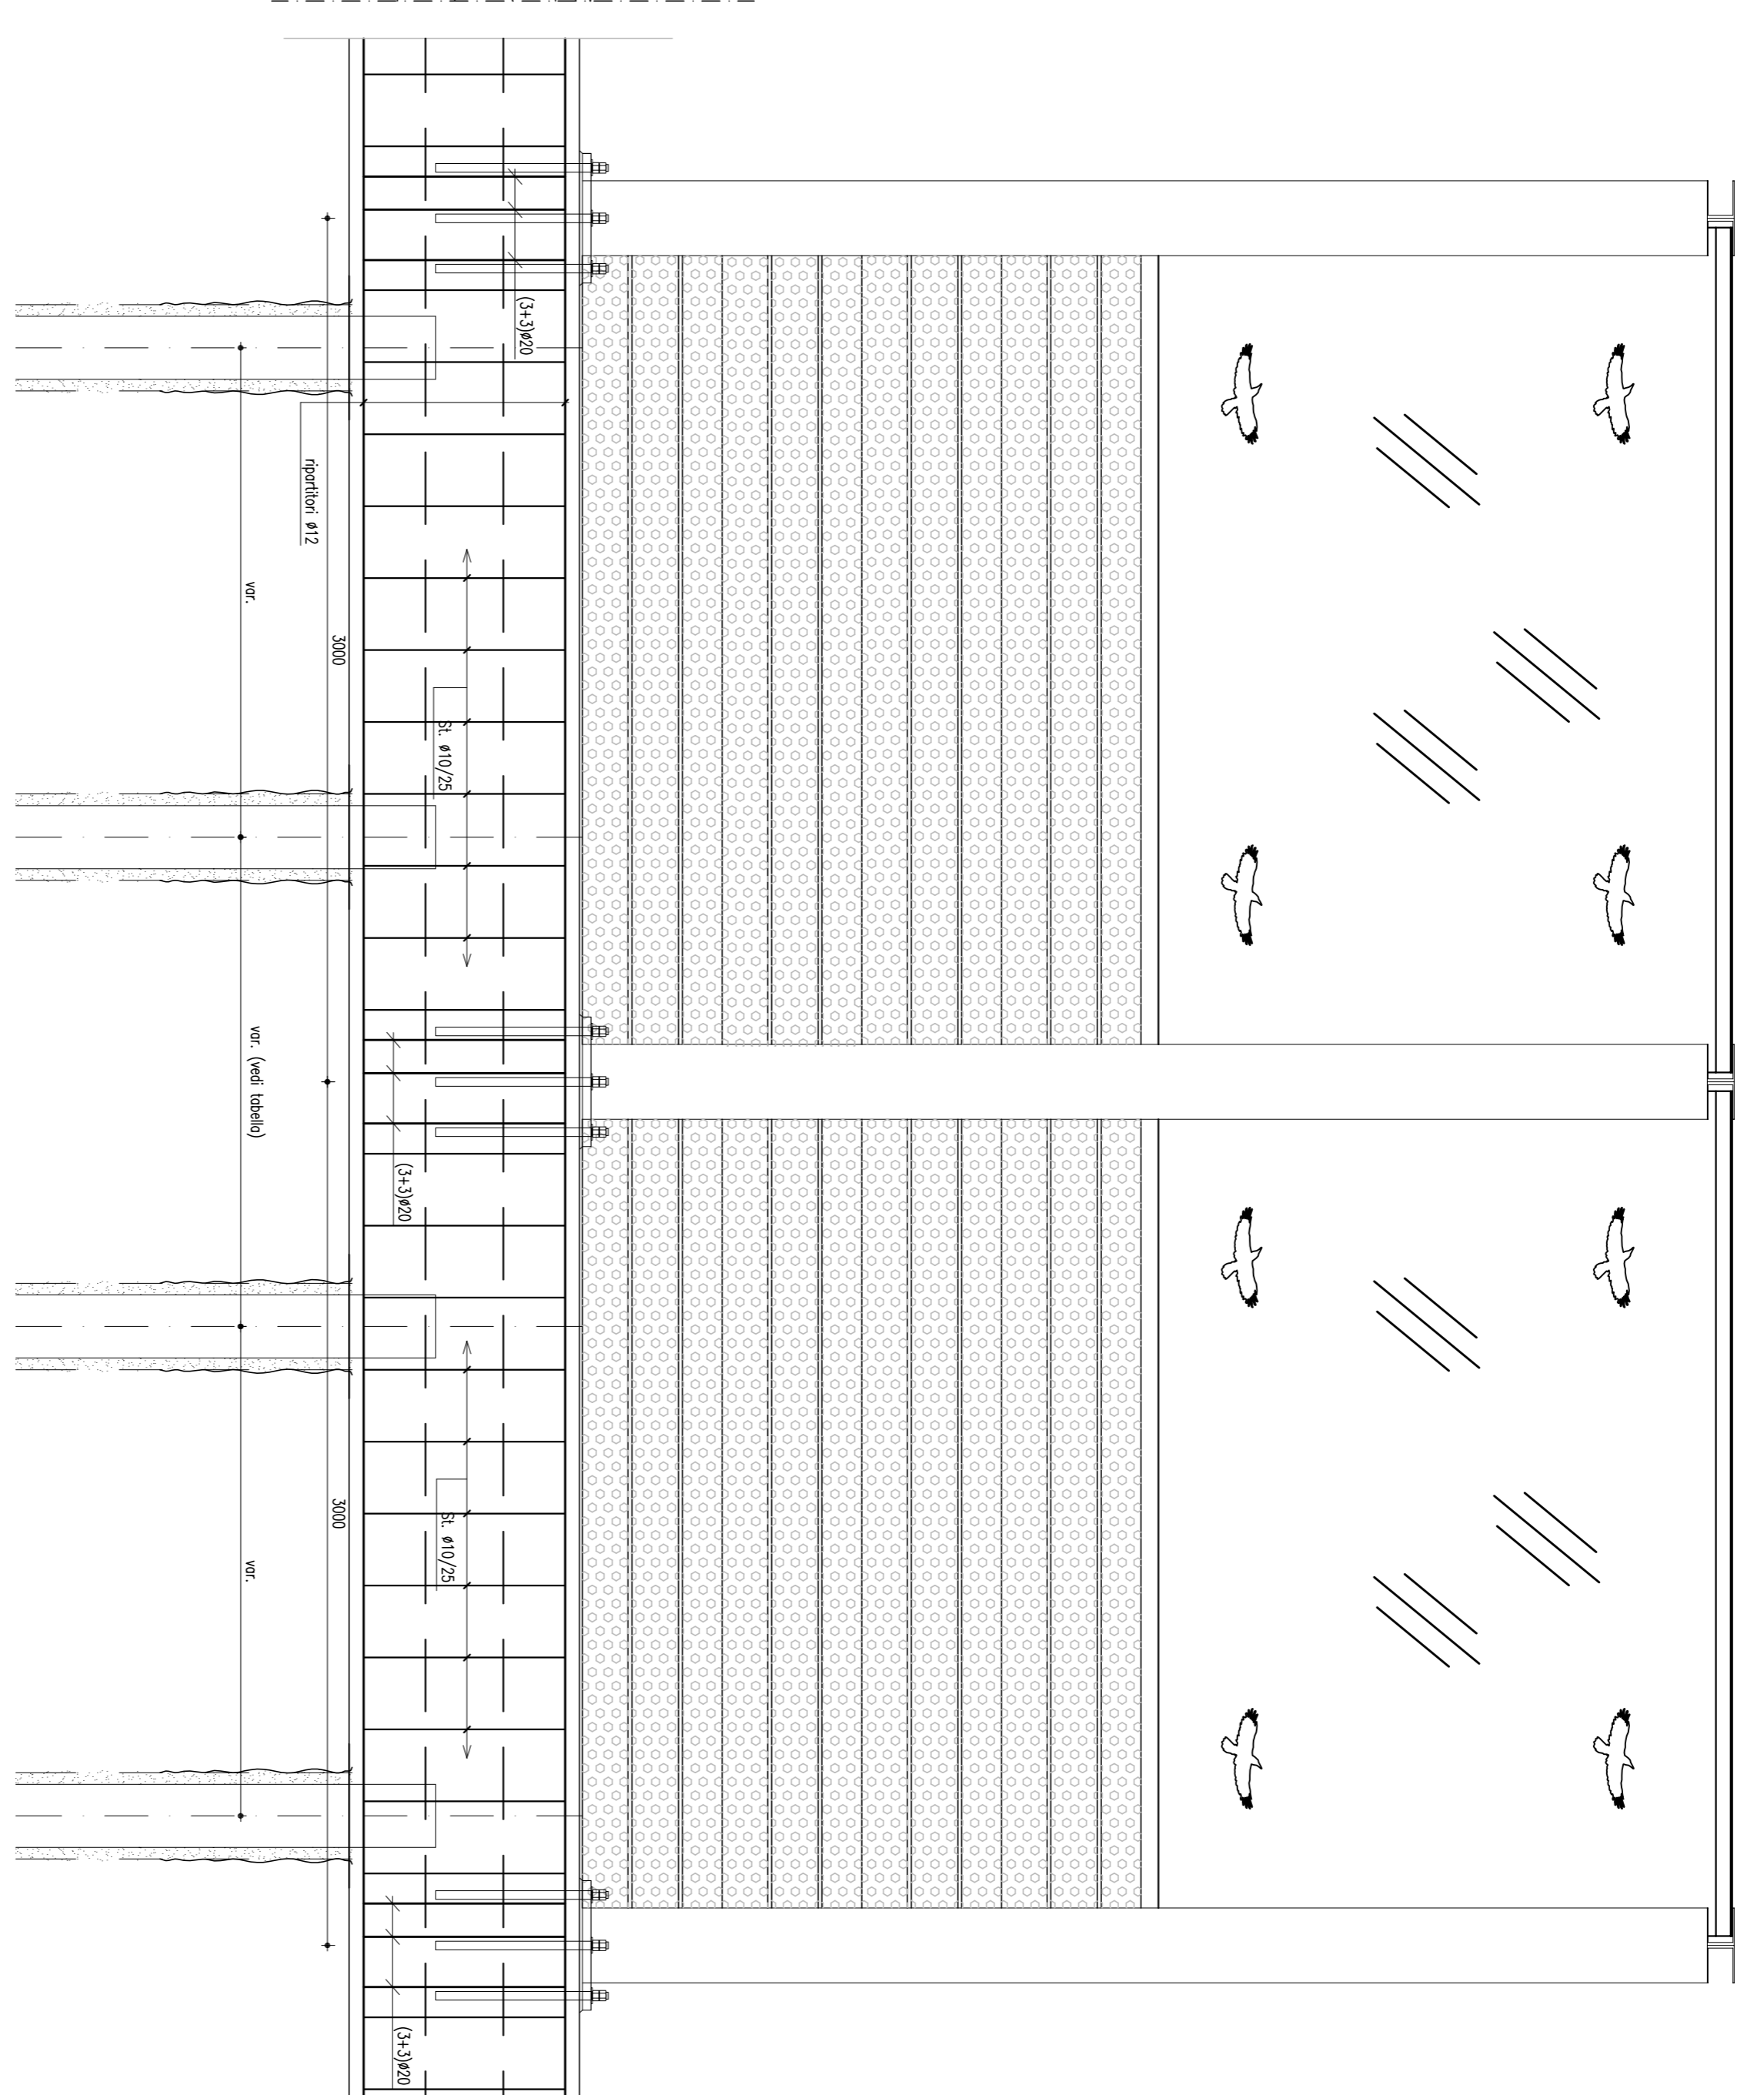 (3+3)ø20
ripartitori ø12
var.
3000
St. ø10/25
var. (vedi tabella)
(3+3)ø20
3000
St. ø10/25
var.
(3+3)ø20